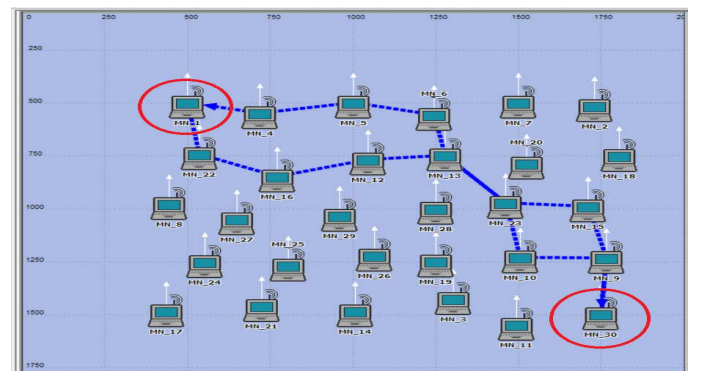 0 250 500 750 1000 1250 1500 1750 20
250
500
750
1000
1250
1500
1750
MN_1
MN_4
MN_5
MN_6
MN_7
MN_2
MN_22
MN_16
MN_12
MN_13
MN_20
MN_18
MN_8
MN_27
MN_29
MN_28
MN_23
MN_15
MN_24
MN_25
MN_26
MN_19
MN_10
MN_9
MN_17
MN_21
MN_14
MN_3
MN_11
MN_30